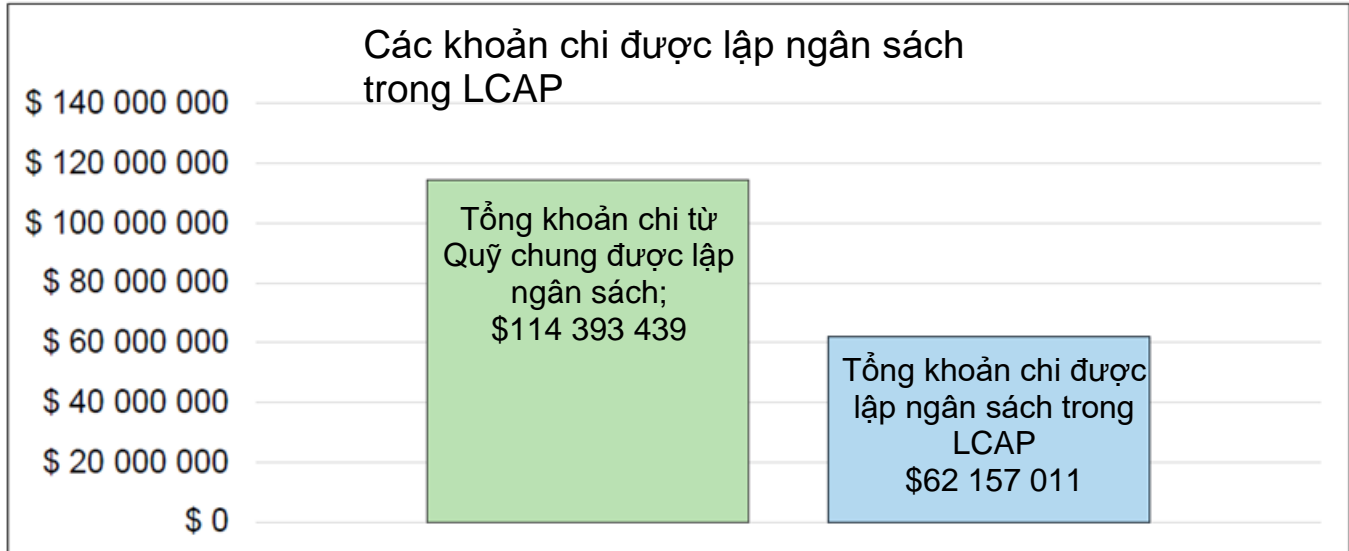 Các khoản chi được lập ngân sách
trong LCAP
$ 140 000 000
$ 120 000 000
$ 100 000 000
$ 80 000 000
$ 60 000 000
$ 40 000 000
$ 20 000 000
$ 0
Tổng khoản chi từ
Quỹ chung được lập
ngân sách;
$114 393 439
Tổng khoản chi được
lập ngân sách trong
LCAP
$62 157 011